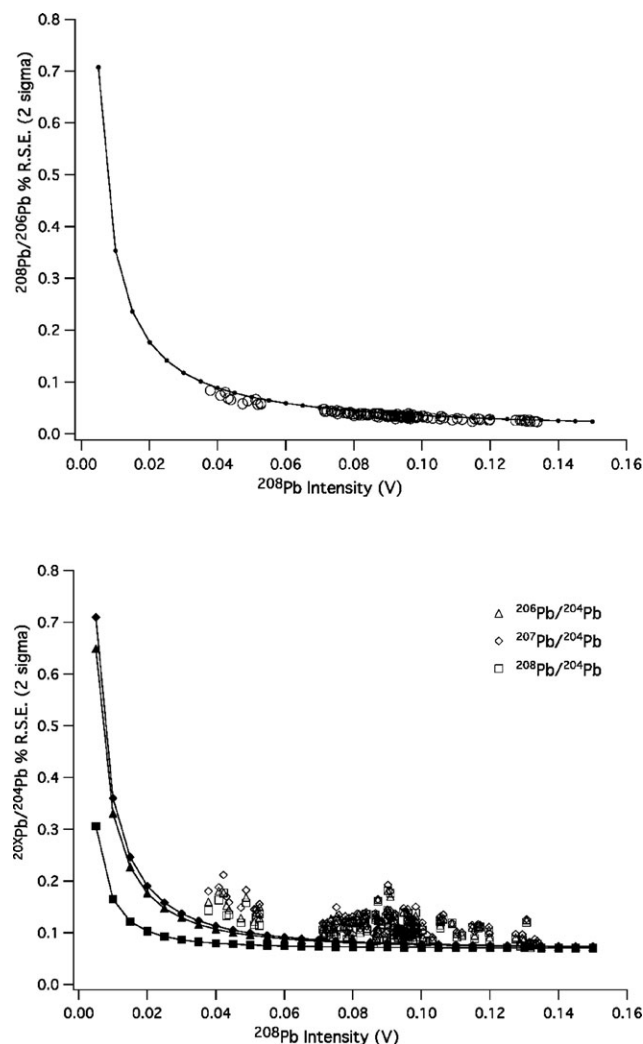 0.8
0.7
0.6
0.5
0.4
0.3
0.2
0.1
0.0
²⁰⁸Pb/²⁰⁶Pb % R.S.E. (2 sigma)
0.00 0.02 0.04 0.06 0.08 0.10 0.12 0.14 0.16
²⁰⁸Pb Intensity (V)
0.8
0.7
0.6
0.5
0.4
0.3
0.2
0.1
0.0
²⁰ˣPb/²⁰⁴Pb % R.S.E. (2 sigma)
²⁰⁶Pb/²⁰⁴Pb
²⁰⁷Pb/²⁰⁴Pb
²⁰⁸Pb/²⁰⁴Pb
0.00 0.02 0.04 0.06 0.08 0.10 0.12 0.14 0.16
²⁰⁸Pb Intensity (V)